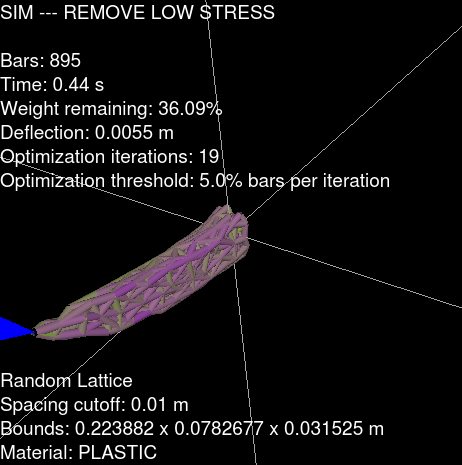 SIM --- REMOVE LOW STRESS
Bars: 895
Time: 0.44 s
Weight remaining: 36.09%
Deflection: 0.0055 m
Optimization iterations: 19
Optimization threshold: 5.0% bars per iteration
Random Lattice
Spacing cutoff: 0.01 m
Bounds: 0.223882 x 0.0782677 x 0.031525 m
Material: PLASTIC